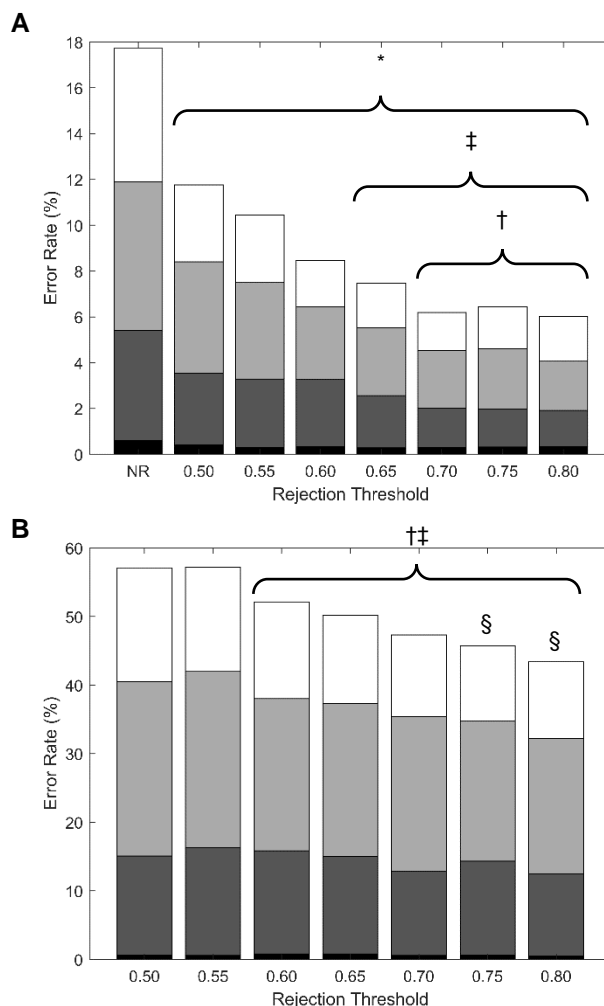 A
18
16
14
12
10
8
6
4
2
0
Error Rate (%)
*
‡
†
NR 0.50 0.55 0.60 0.65 0.70 0.75 0.80
Rejection Threshold
B
60
50
40
30
20
10
0
Error Rate (%)
†‡
§ §
0.50 0.55 0.60 0.65 0.70 0.75 0.80
Rejection Threshold